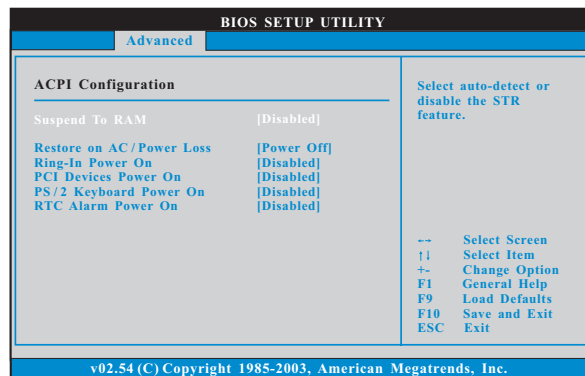 BIOS SETUP UTILITY
Advanced
ACPI Configuration
Suspend To RAM [Disabled]
Restore on AC / Power Loss [Power Off]
Ring-In Power On [Disabled]
PCI Devices Power On [Disabled]
PS / 2 Keyboard Power On [Disabled]
RTC Alarm Power On [Disabled]
Select auto-detect or
disable the STR
feature.
←→ Select Screen
↑↓ Select Item
+- Change Option
F1 General Help
F9 Load Defaults
F10 Save and Exit
ESC Exit
v02.54 (C) Copyright 1985-2003, American Megatrends, Inc.